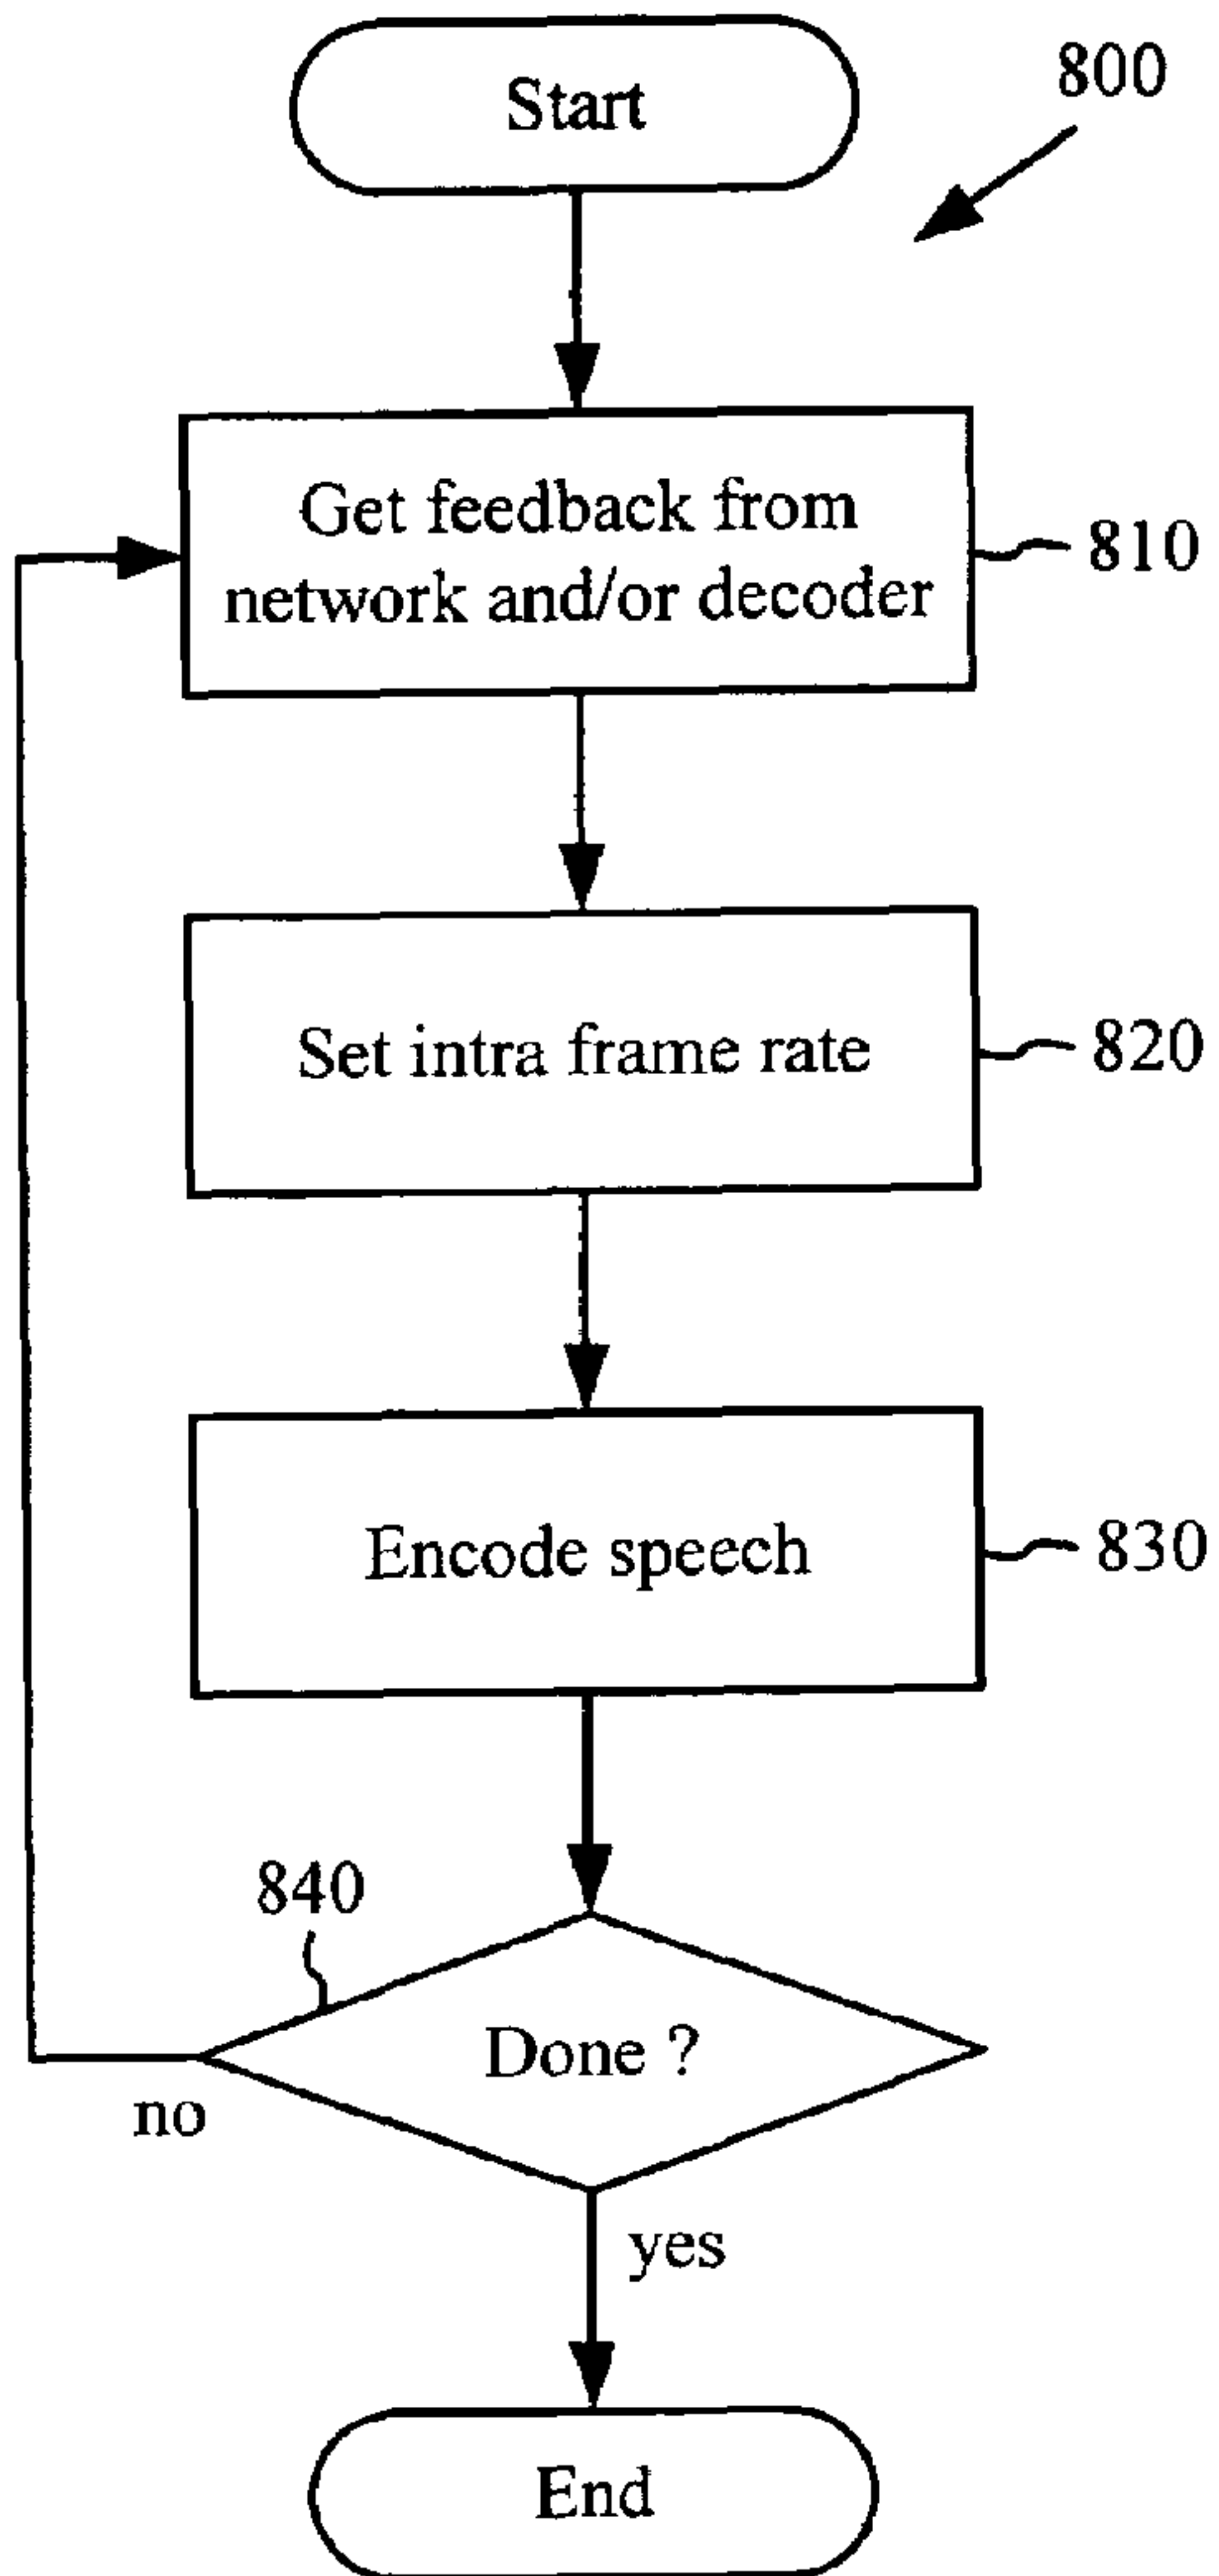 Start
800
Get feedback from
network and/or decoder
810
Set intra frame rate
820
Encode speech
830
840
Done ?
no
yes
End